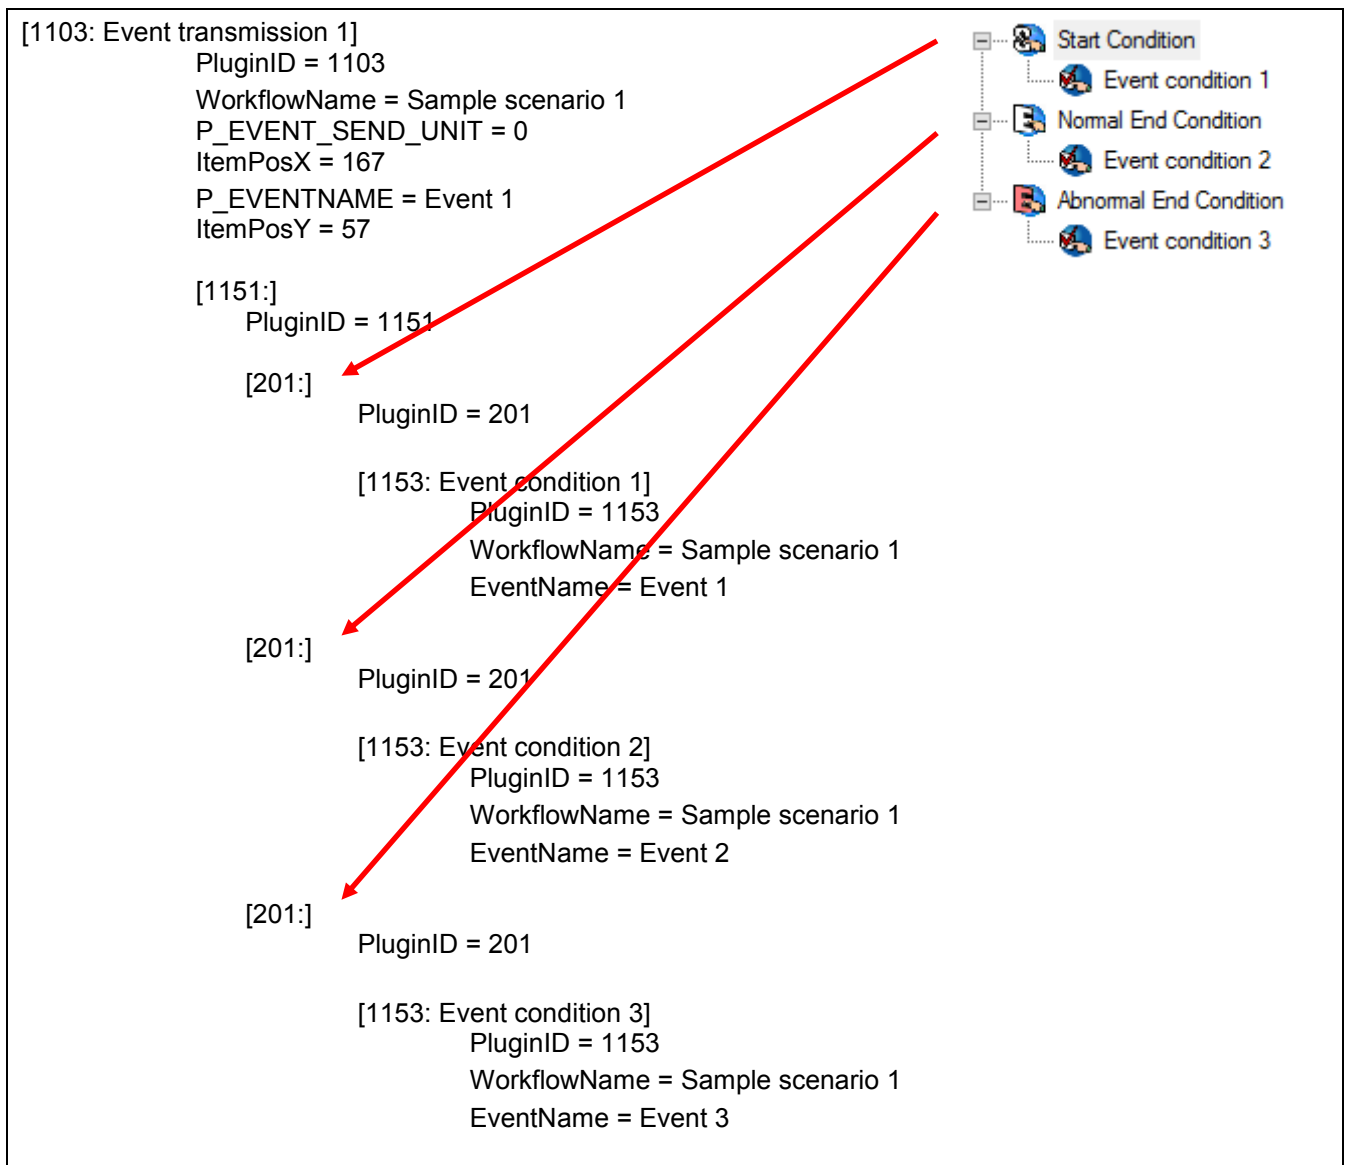 [1103: Event transmission 1]
PluginID = 1103
WorkflowName = Sample scenario 1
P_EVENT_SEND_UNIT = 0
ItemPosX = 167
P_EVENTNAME = Event 1
ItemPosY = 57
[1151:]
PluginID = 1151
[201:]
PluginID = 201
[1153: Event condition 1]
PluginID = 1153
WorkflowName = Sample scenario 1
EventName = Event 1
[201:]
PluginID = 201
[1153: Event condition 2]
PluginID = 1153
WorkflowName = Sample scenario 1
EventName = Event 2
[201:]
PluginID = 201
[1153: Event condition 3]
PluginID = 1153
WorkflowName = Sample scenario 1
EventName = Event 3
Start Condition
Event condition 1
Normal End Condition
Event condition 2
Abnormal End Condition
Event condition 3